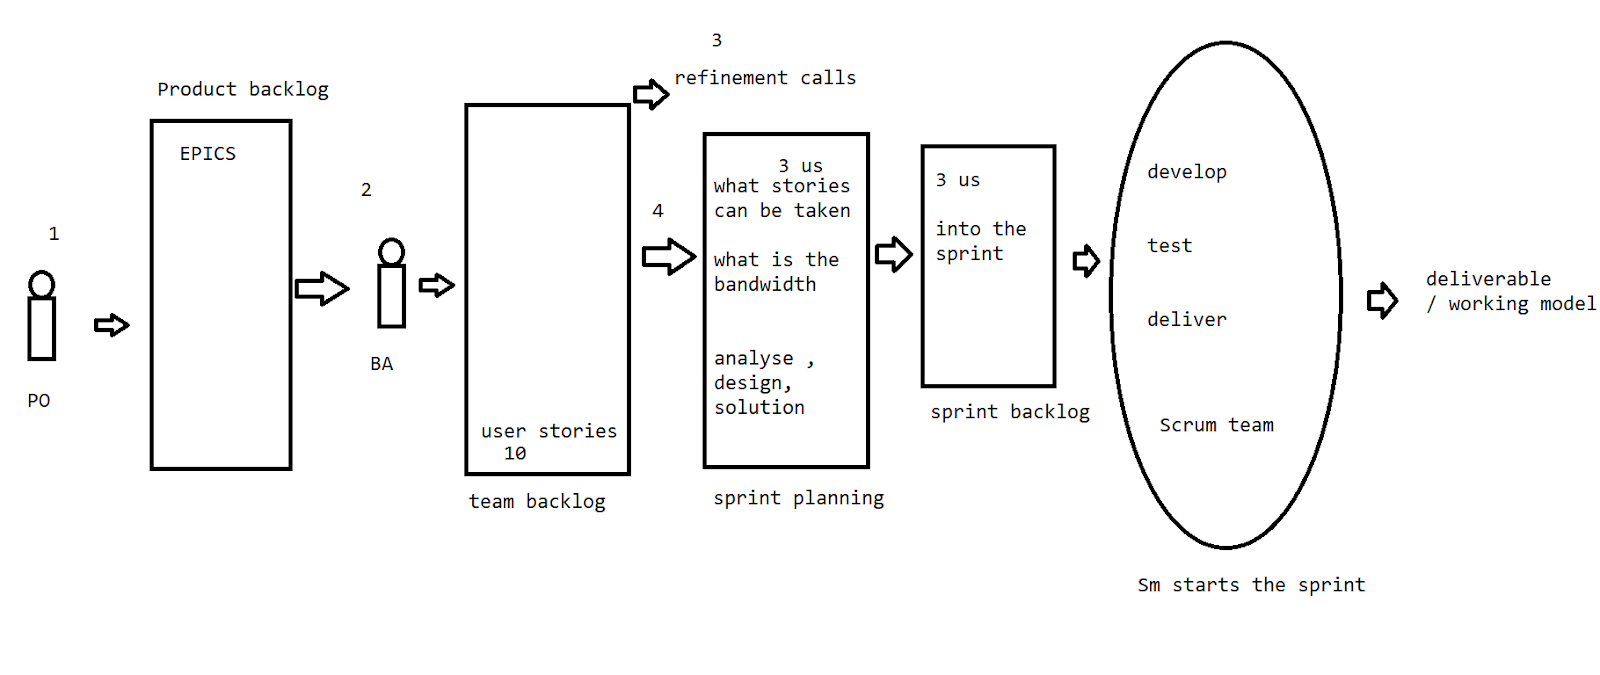 1
PO
Product backlog
EPICS
2
BA
user stories
10
team backlog
3
refinement calls
4
3 us
what stories
can be taken
what is the
bandwidth
analyse ,
design,
solution
sprint planning
3 us
into the
sprint
sprint backlog
develop
test
deliver
Scrum team
Sm starts the sprint
deliverable
/ working model